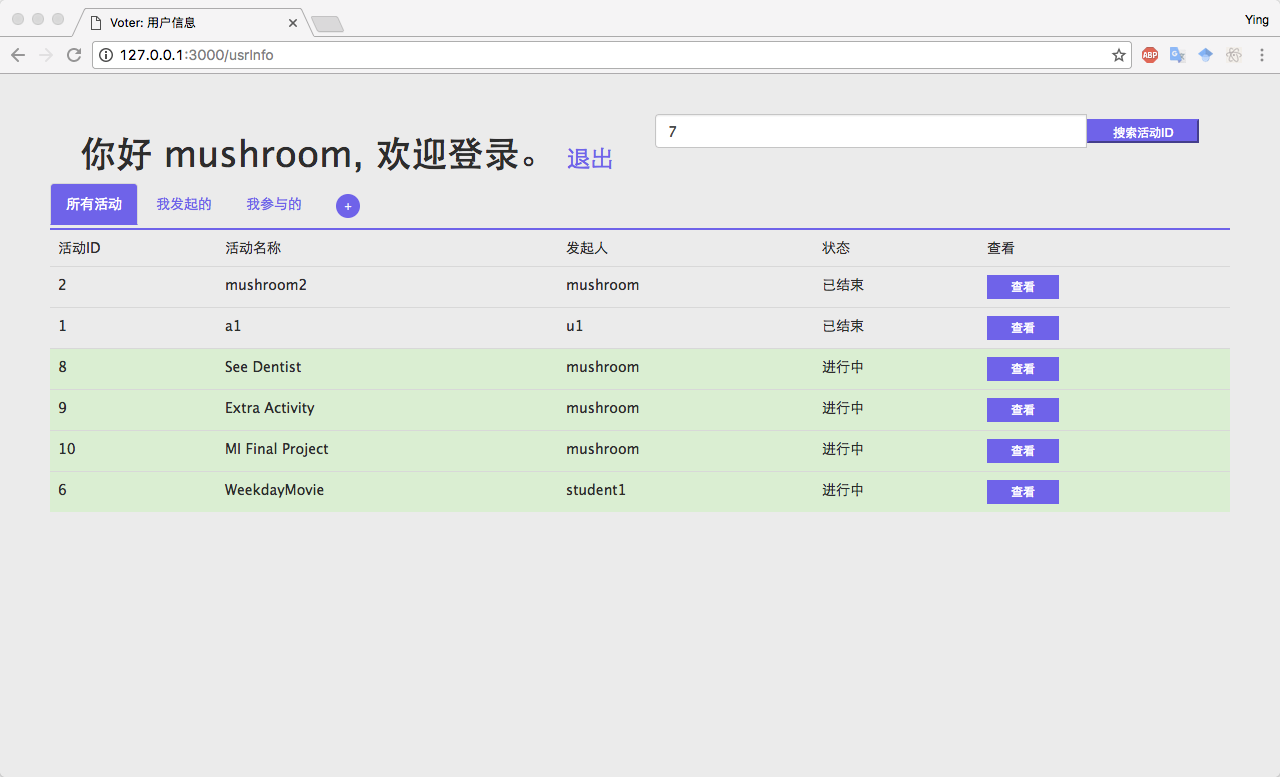 Voter: 用户信息
Ying
127.0.0.1:3000/usrInfo
ABP
7
搜索活动ID
你好 mushroom, 欢迎登录。 退出
所有活动 我发起的 我参与的 +
活动ID 活动名称 发起人 状态 查看
2 mushroom2 mushroom 已结束 查看
1 a1 u1 已结束 查看
8 See Dentist mushroom 进行中 查看
9 Extra Activity mushroom 进行中 查看
10 MI Final Project mushroom 进行中 查看
6 WeekdayMovie student1 进行中 查看